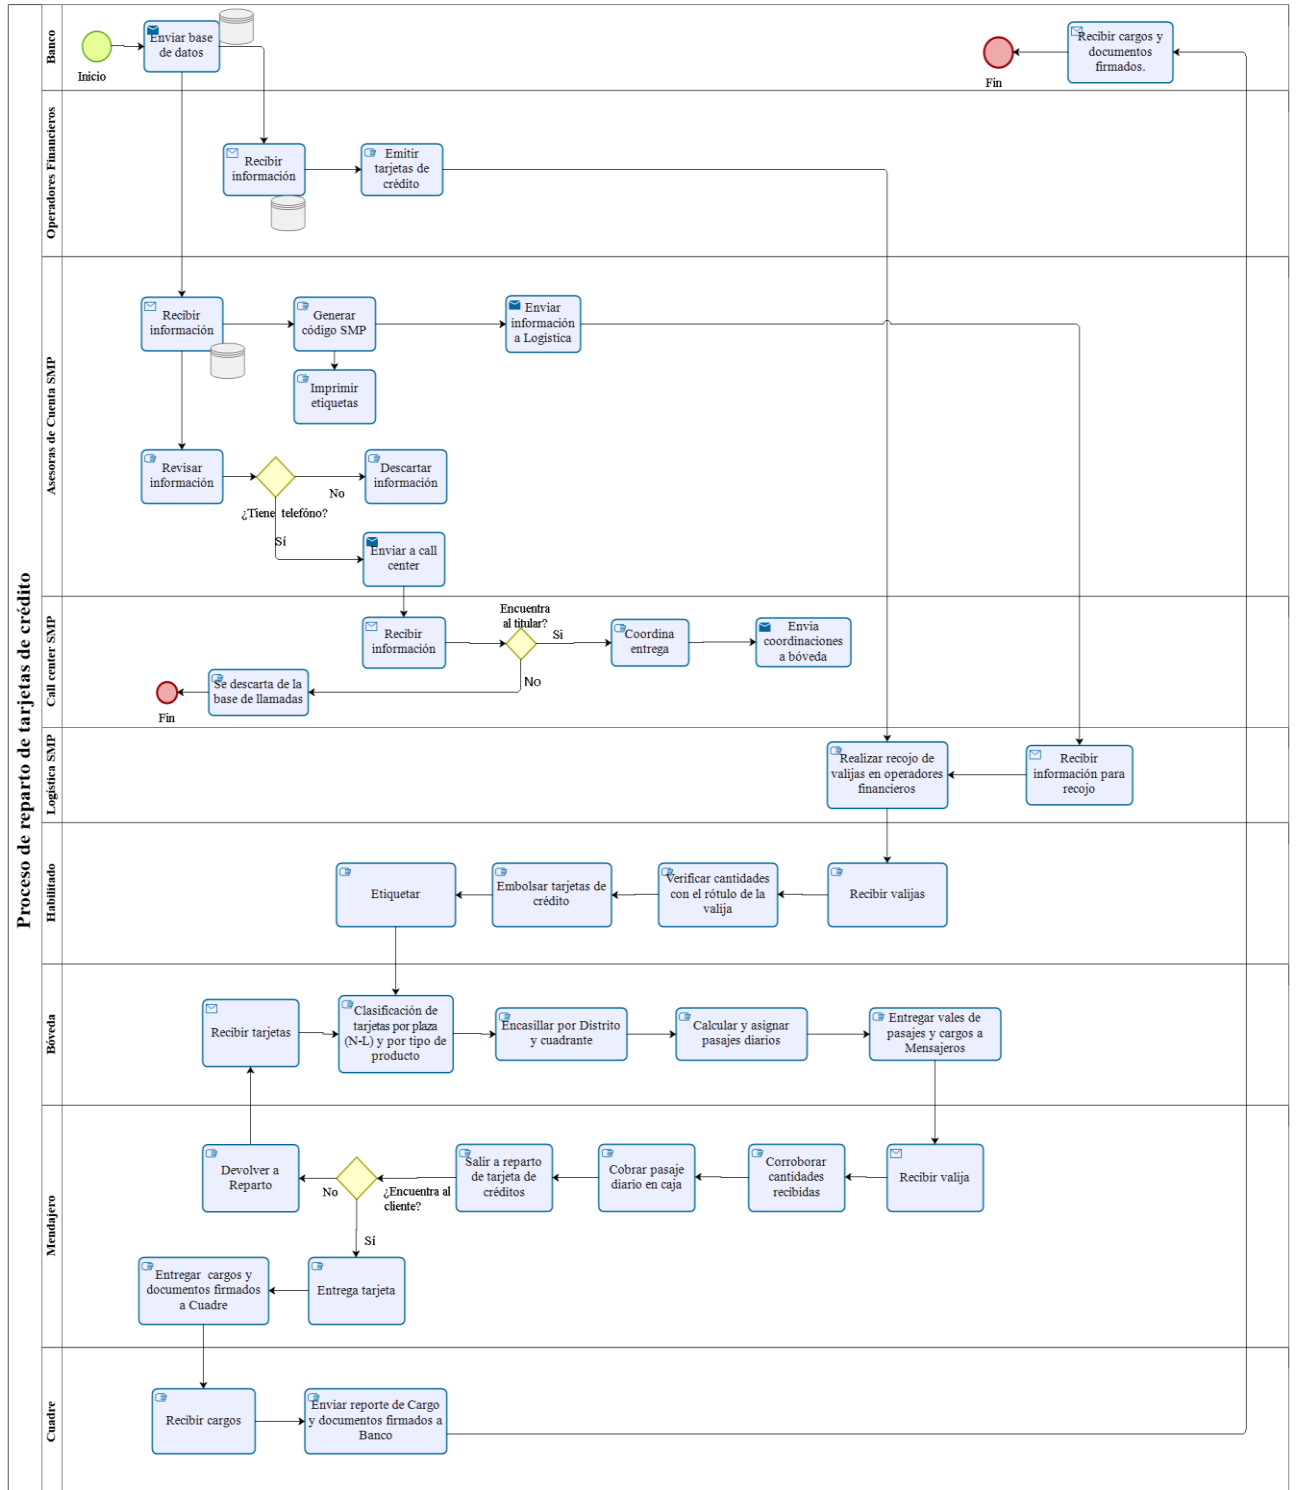 Proceso de reparto de tarjetas de crédito
Banco
Inicio
Enviar base
de datos
Recibir cargos y
documentos
firmados.
Fin
Operadores Financieros
Recibir
información
Emitir
tarjetas de
crédito
Asesoras de Cuenta SMP
Recibir
información
Generar
código SMP
Enviar
información
a Logistica
Imprimir
etiquetas
Revisar
información
¿Tiene telefóno?
No
Descartar
información
Sí
Enviar a call
center
Call center SMP
Recibir
información
Encuentra
al titular?
Si
Coordina
entrega
Envia
coordinaciones
a bóveda
No
Se descarta de la
base de llamadas
Fin
Logística SMP
Realizar recojo de
valijas en operadores
financieros
Recibir
información para
recojo
Habilitado
Etiquetar
Embolsar tarjetas de
crédito
Verificar cantidades
con el rótulo de la
valija
Recibir valijas
Bóveda
Recibir tarjetas
Clasificación de
tarjetas por plaza
(N-L) y por tipo de
producto
Encasillar por Distrito
y cuadrante
Calcular y asignar
pasajes diarios
Entregar vales de
pasajes y cargos a
Mensajeros
Mendajero
Devolver a
Reparto
No
¿Encuentra al
cliente?
Salir a reparto
de tarjeta de
créditos
Cobrar pasaje
diario en caja
Corroborar
cantidades
recibidas
Recibir valija
Sí
Entregar cargos y
documentos firmados
a Cuadre
Entrega tarjeta
Cuadre
Recibir cargos
Enviar reporte de Cargo
y documentos firmados a
Banco